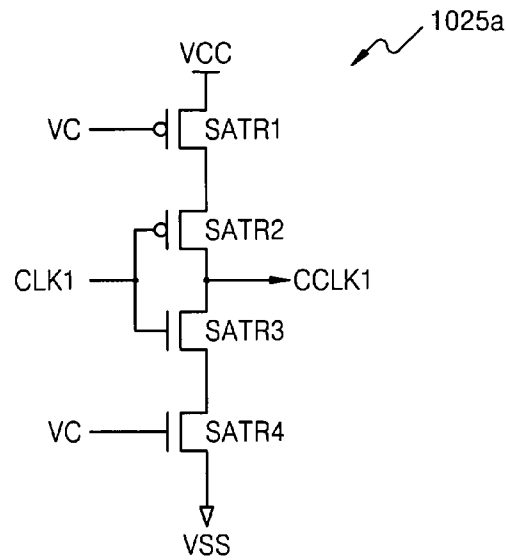 1025a
VCC
VC
SATR1
SATR2
CLK1
CCLK1
SATR3
VC
SATR4
VSS